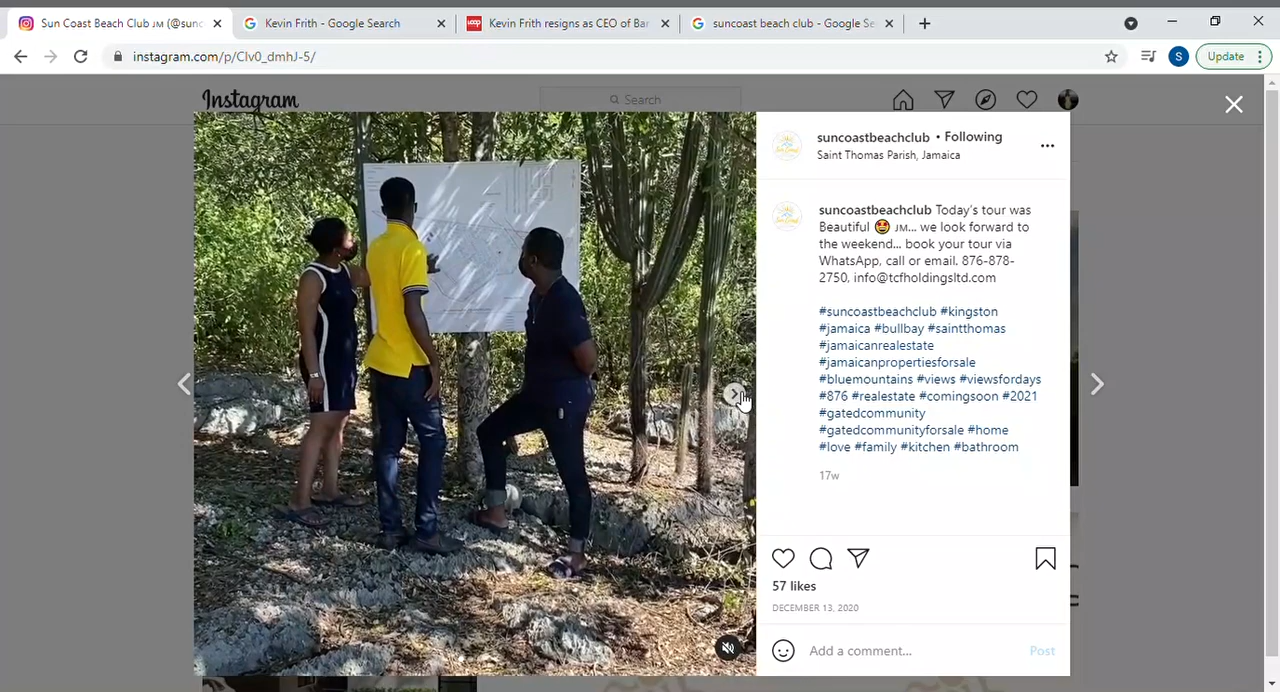 Sun Coast Beach Club JM (@sunc
Kevin Frith - Google Search
LOOP
Kevin Frith resigns as CEO of Bar
suncoast beach club - Google Se
instagram.com/p/CIv0_dmhJ-5/
S
Update
Instagram
Search
suncoastbeachclub • Following
Saint Thomas Parish, Jamaica
suncoastbeachclub Today's tour was
Beautiful 🤩 JM... we look forward to
the weekend... book your tour via
WhatsApp, call or email. 876-878-
2750, info@tcfholdingsltd.com
#suncoastbeachclub #kingston
#jamaica #bullbay #saintthomas
#jamaicanrealestate
#jamaicanpropertiesforsale
#bluemountains #views #viewsfordays
#876 #realestate #comingsoon #2021
#gatedcommunity
#gatedcommunityforsale #home
#love #family #kitchen #bathroom
17w
57 likes
DECEMBER 13, 2020
Add a comment...
Post